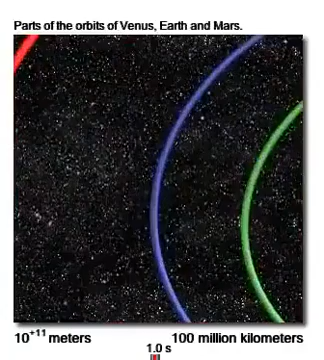 Parts of the orbits of Venus, Earth and Mars.
10⁺¹¹ meters 100 million kilometers
1.0 s